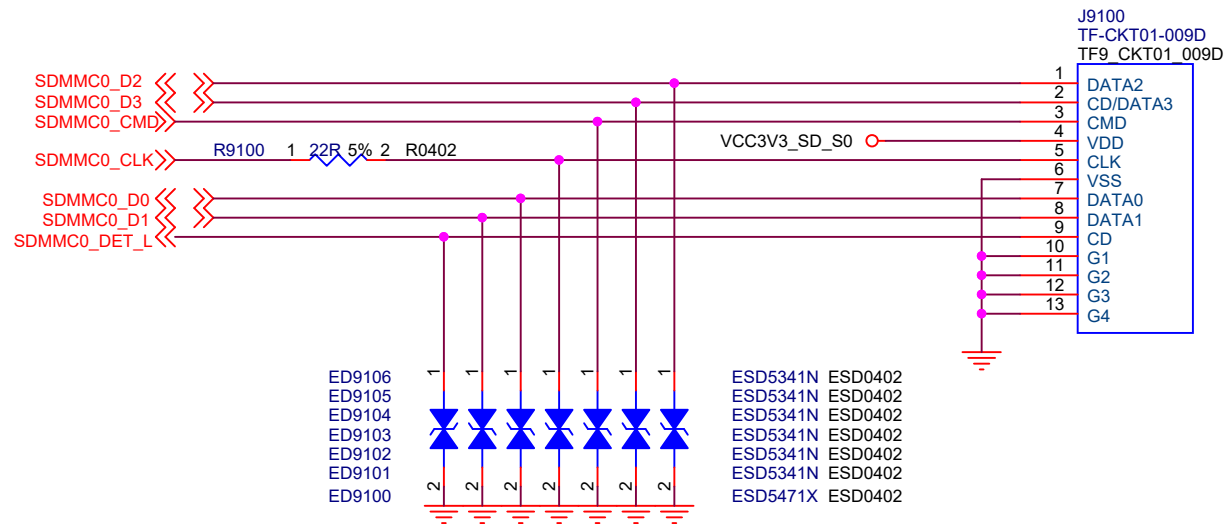 J9100
TF-CKT01-009D
TF9_CKT01_009D
SDMMC0_D2 1 DATA2
SDMMC0_D3 2 CD/DATA3
SDMMC0_CMD 3 CMD
VCC3V3_SD_S0 4 VDD
SDMMC0_CLK R9100 1 22R 5% 2 R0402 5 CLK
6 VSS
SDMMC0_D0 7 DATA0
SDMMC0_D1 8 DATA1
SDMMC0_DET_L 9 CD
10 G1
11 G2
12 G3
13 G4
1 1 1 1 1 1 1
ED9106 ESD5341N ESD0402
ED9105 ESD5341N ESD0402
ED9104 ESD5341N ESD0402
ED9103 ESD5341N ESD0402
ED9102 ESD5341N ESD0402
ED9101 ESD5341N ESD0402
ED9100 ESD5471X ESD0402
2 2 2 2 2 2 2